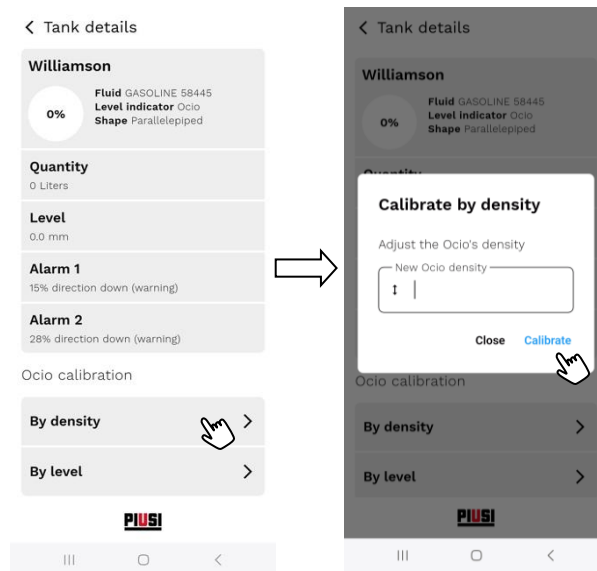 Tank details
Williamson
0%
Fluid GASOLINE 58445
Level indicator Ocio
Shape Parallelepiped
Quantity
0 Liters
Level
0.0 mm
Alarm 1
15% direction down (warning)
Alarm 2
28% direction down (warning)
Ocio calibration
By density
By level
PIUSI
Tank details
Williamson
0%
Fluid GASOLINE 58445
Level indicator Ocio
Shape Parallelepiped
Calibrate by density
Adjust the Ocio's density
New Ocio density
Close Calibrate
Ocio calibration
By density
By level
PIUSI